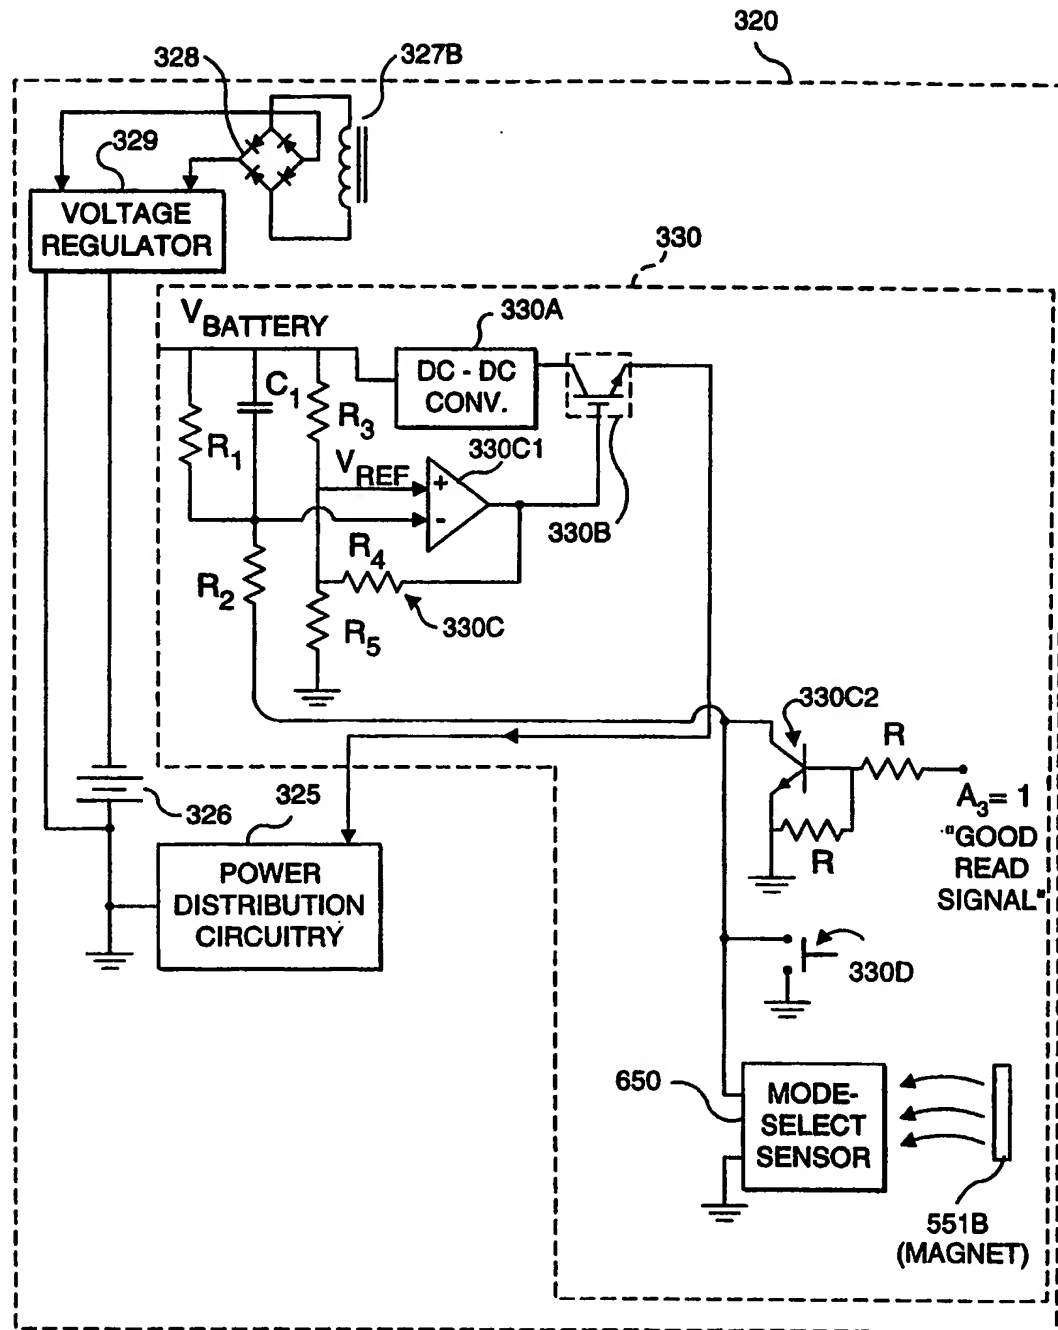 320
328
327B
329
VOLTAGE
REGULATOR
330
V BATTERY
330A
DC - DC
CONV.
C1
R3
R1
330C1
VREF
+
-
330B
R4
R2
330C
R5
330C2
R
A3= 1
"GOOD
READ
SIGNAL"
R
326
325
POWER
DISTRIBUTION
CIRCUITRY
330D
650
MODE-
SELECT
SENSOR
551B
(MAGNET)